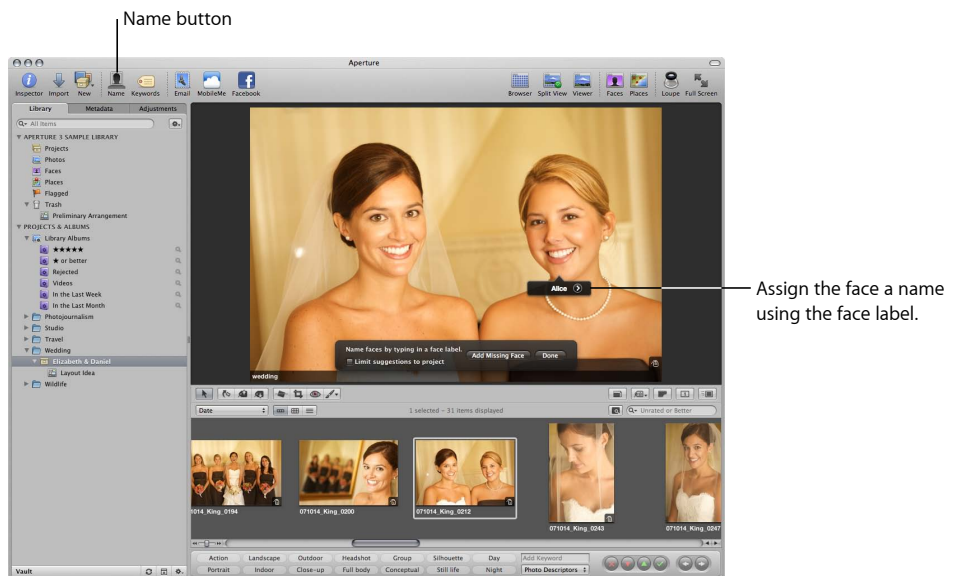 Name button
Aperture
Inspector Import New Name Keywords Email MobileMe Facebook Browser Split View Viewer Faces Places Loupe Full Screen
Library Metadata Adjustments
All Items
APERTURE 3 SAMPLE LIBRARY
Projects
Photos
Faces
Places
Flagged
Trash
Preliminary Arrangement
PROJECTS & ALBUMS
Library Albums
★★★★★
★ or better
Rejected
Videos
In the Last Week
In the Last Month
Photojournalism
Studio
Travel
Wedding
Elizabeth & Daniel
Layout Idea
Wildlife
Alice
Assign the face a name
using the face label.
Name faces by typing in a face label.
Limit suggestions to project
Add Missing Face Done
wedding
Date 1 selected – 31 items displayed Unrated or Better
071014_King_0194 071014_King_0200 071014_King_0212 071014_King_0243 071014_King_0247
Action Landscape Outdoor Headshot Group Silhouette Day Add Keyword
Portrait Indoor Close-up Full body Conceptual Still life Night Photo Descriptors
Vault